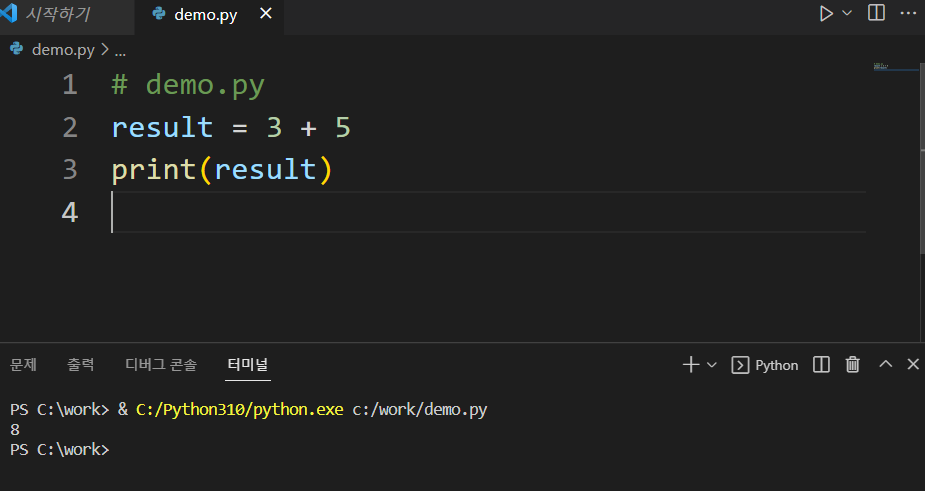 시작하기 demo.py
demo.py > ...
1 # demo.py
2 result = 3 + 5
3 print(result)
4
문제 출력 디버그 콘솔 터미널 Python
PS C:\work> & C:/Python310/python.exe c:/work/demo.py
8
PS C:\work>